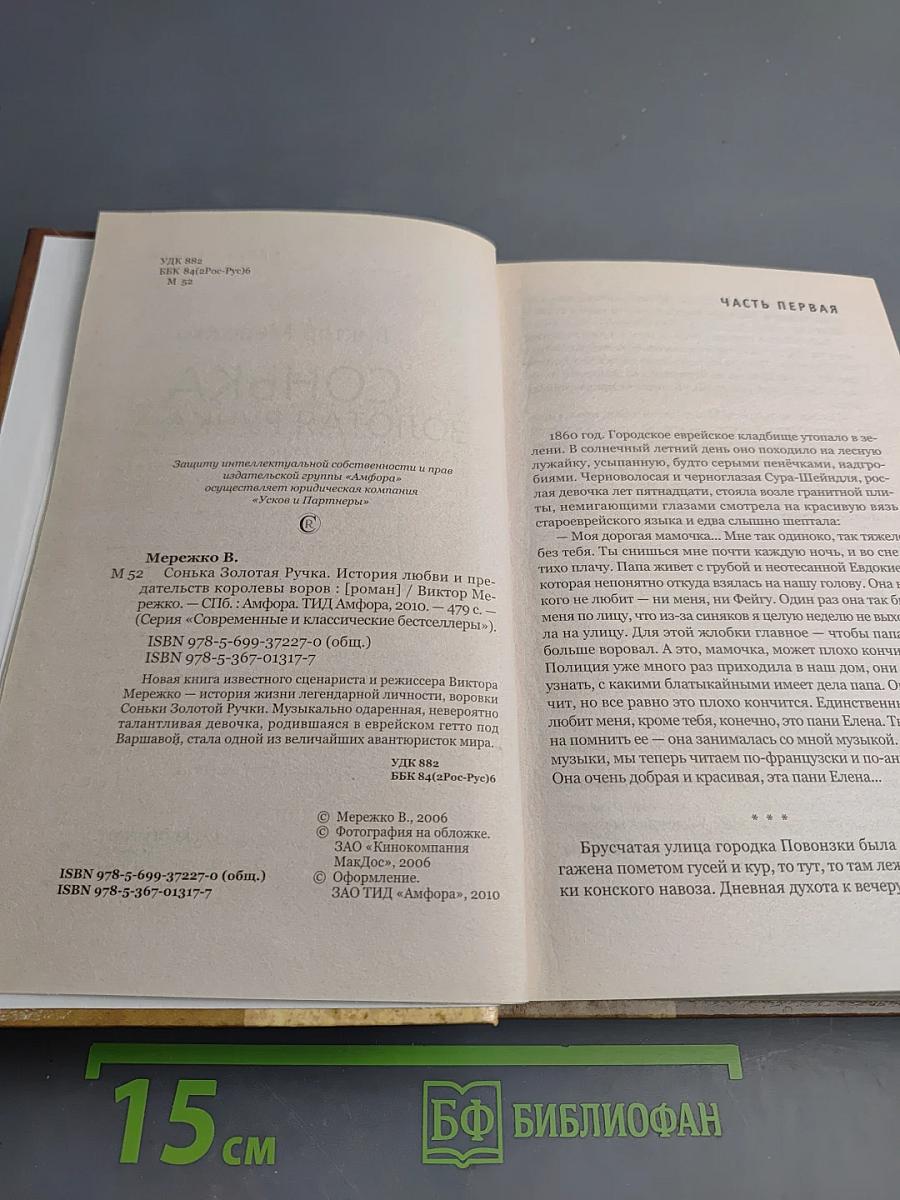 УДК 882
ББК 84(2Рос-Рус)6
М 52
Защиту интеллектуальной собственности и прав
издательской группы «Амфора»
осуществляет юридическая компания
«Усков и Партнеры»
®
Мережко В.
М 52 Сонька Золотая Ручка. История любви и пре-
дательств королевы воров : [роман] / Виктор Ме-
режко. — СПб. : Амфора. ТИД Амфора, 2010. — 479 с. —
(Серия «Современные и классические бестселлеры»).
ISBN 978-5-699-37227-0 (общ.)
ISBN 978-5-367-01317-7
Новая книга известного сценариста и режиссера Виктора
Мережко — история жизни легендарной личности, воровки
Соньки Золотой Ручки. Музыкально одаренная, невероятно
талантливая девочка, родившаяся в еврейском гетто под
Варшавой, стала одной из величайших авантюристок мира.
УДК 882
ББК 84(2Рос-Рус)6
© Мережко В., 2006
© Фотография на обложке.
ЗАО «Кинокомпания
МакДос», 2006
© Оформление.
ЗАО ТИД «Амфора», 2010
ISBN 978-5-699-37227-0 (общ.)
ISBN 978-5-367-01317-7
ЧАСТЬ ПЕРВАЯ
1860 год. Городское еврейское кладбище утопало в зе-
лени. В солнечный летний день оно походило на лесную
лужайку, усыпанную, будто серыми пенёчками, надгро-
биями. Черноволосая и черноглазая Сура-Шейндля, рос-
лая девочка лет пятнадцати, стояла возле гранитной пли-
ты, немигающими глазами смотрела на красивую вязь
староеврейского языка и едва слышно шептала:
— Моя дорогая мамочка... Мне так одиноко, так тяжело
без тебя. Ты снишься мне почти каждую ночь, и во сне
тихо плачу. Папа живет с грубой и неотесанной Евдокие
которая непонятно откуда взялась на нашу голову. Она н
кого не любит — ни меня, ни Фейгу. Один раз она так би
меня по лицу, что из-за синяков я целую неделю не выхо
ла на улицу. Для этой жлобки главное — чтобы папа
больше воровал. А это, мамочка, может плохо кончи
Полиция уже много раз приходила в наш дом, они
узнать, с какими блатыкайными имеет дела папа. О
чит, но все равно это плохо кончится. Единственны
любит меня, кроме тебя, конечно, это пани Елена. Т
на помнить ее — она занималась со мной музыкой.
музыки, мы теперь читаем по-французски и по-ан
Она очень добрая и красивая, эта пани Елена...
* * *
Брусчатая улица городка Повонзки была
гажена пометом гусей и кур, то тут, то там леж
ки конского навоза. Дневная духота к вечеру
15 см
БФ БИБЛИОФАН